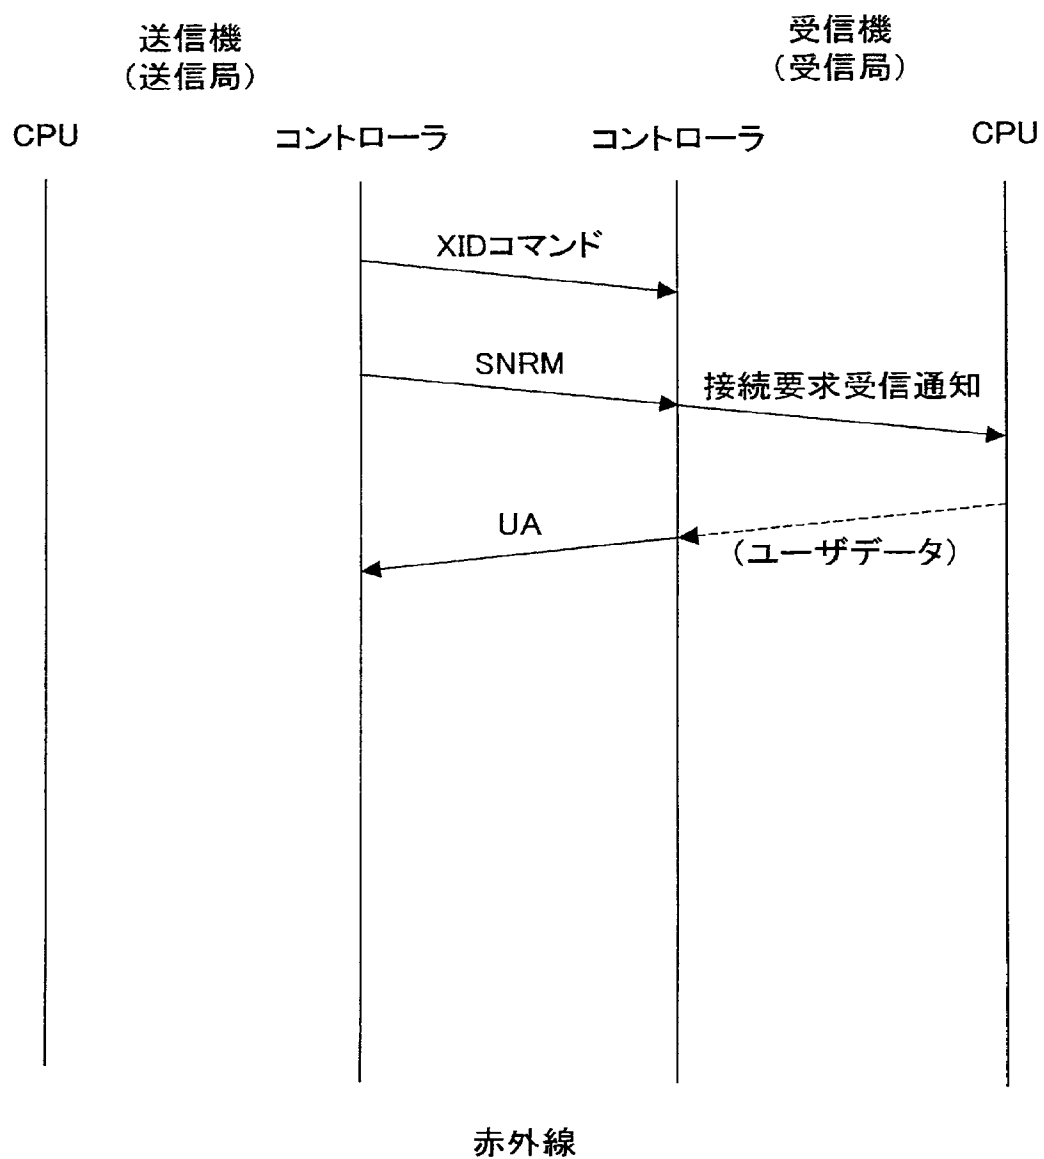 送信機
(送信局)
受信機
(受信局)
CPU
コントローラ
コントローラ
CPU
XIDコマンド
SNRM
接続要求受信通知
UA
(ユーザデータ)
赤外線